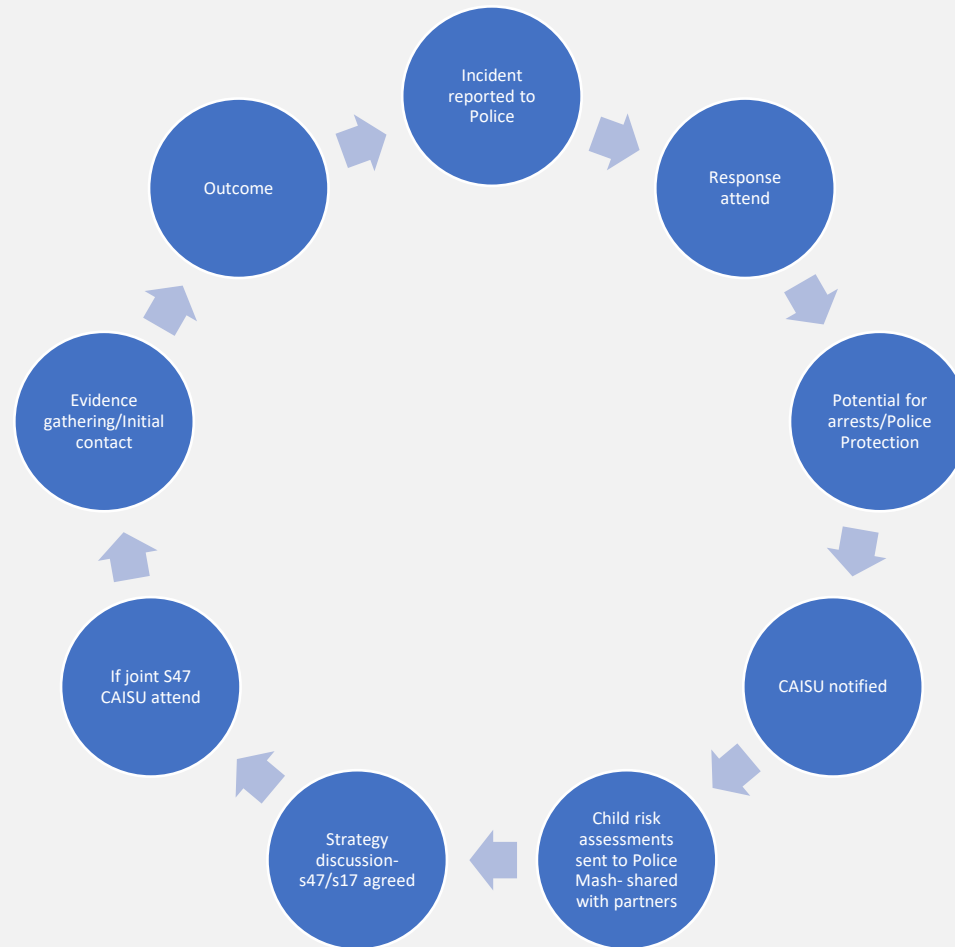 Incident
reported to
Police
Response
attend
Potential for
arrests/Police
Protection
CAISU notified
Child risk
assessments
sent to Police
Mash- shared
with partners
Strategy
discussion-
s47/s17 agreed
If joint S47
CAISU attend
Evidence
gathering/Initial
contact
Outcome